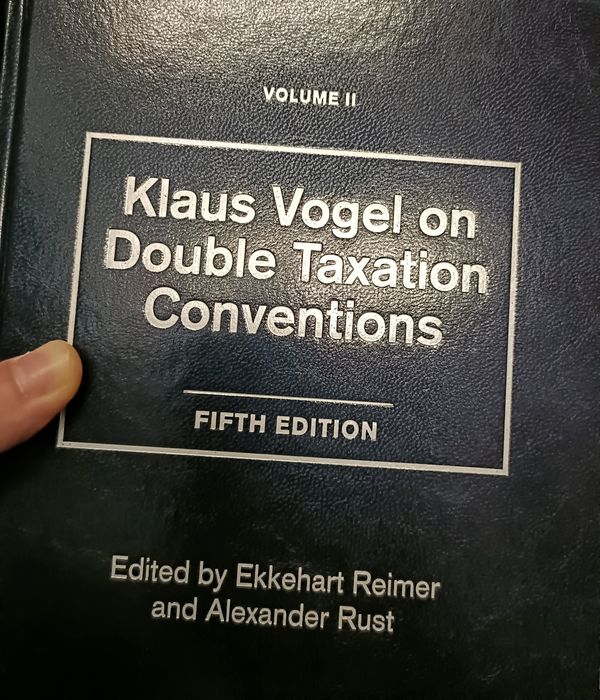 VOLUME II
Klaus Vogel on
Double Taxation
Conventions
FIFTH EDITION
Edited by Ekkehart Reimer
and Alexander Rust